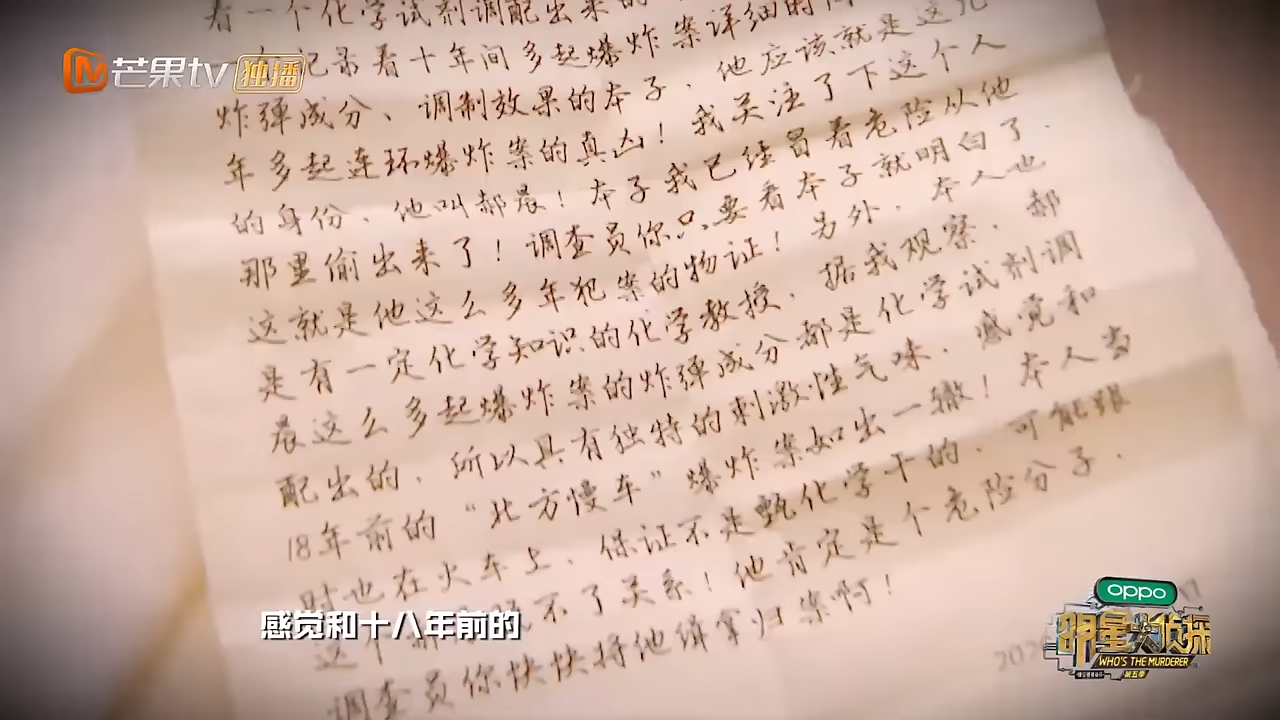 看一个化学试剂调配出来的
记录着十年间多起爆炸案详细的
炸弹成分、调制效果的本子，他应该就是这几
年多起连环爆炸案的真凶！我关注了下这个人
的身份，他叫郝晨！本子我已经冒着危险从他
那里偷出来了！调查员你只要看本子就明白了，
这就是他这么多年犯案的物证！另外，本人也
是有一定化学知识的化学教授，据我观察，郝
晨这么多起爆炸案的炸弹成分都是化学试剂调
配出的，所以具有独特的刺激性气味，感觉和
18年前的“北方慢车”爆炸案如出一辙！本人当
时也在火车上，保证不是甄化学干的，可能跟
这个 不了关系！他肯定是个危险分子，
调查员你快快将他缉拿归案啊！
芒果tv 独播
感觉和十八年前的
oppo
明星大侦探
WHO'S THE MURDERER
第五季